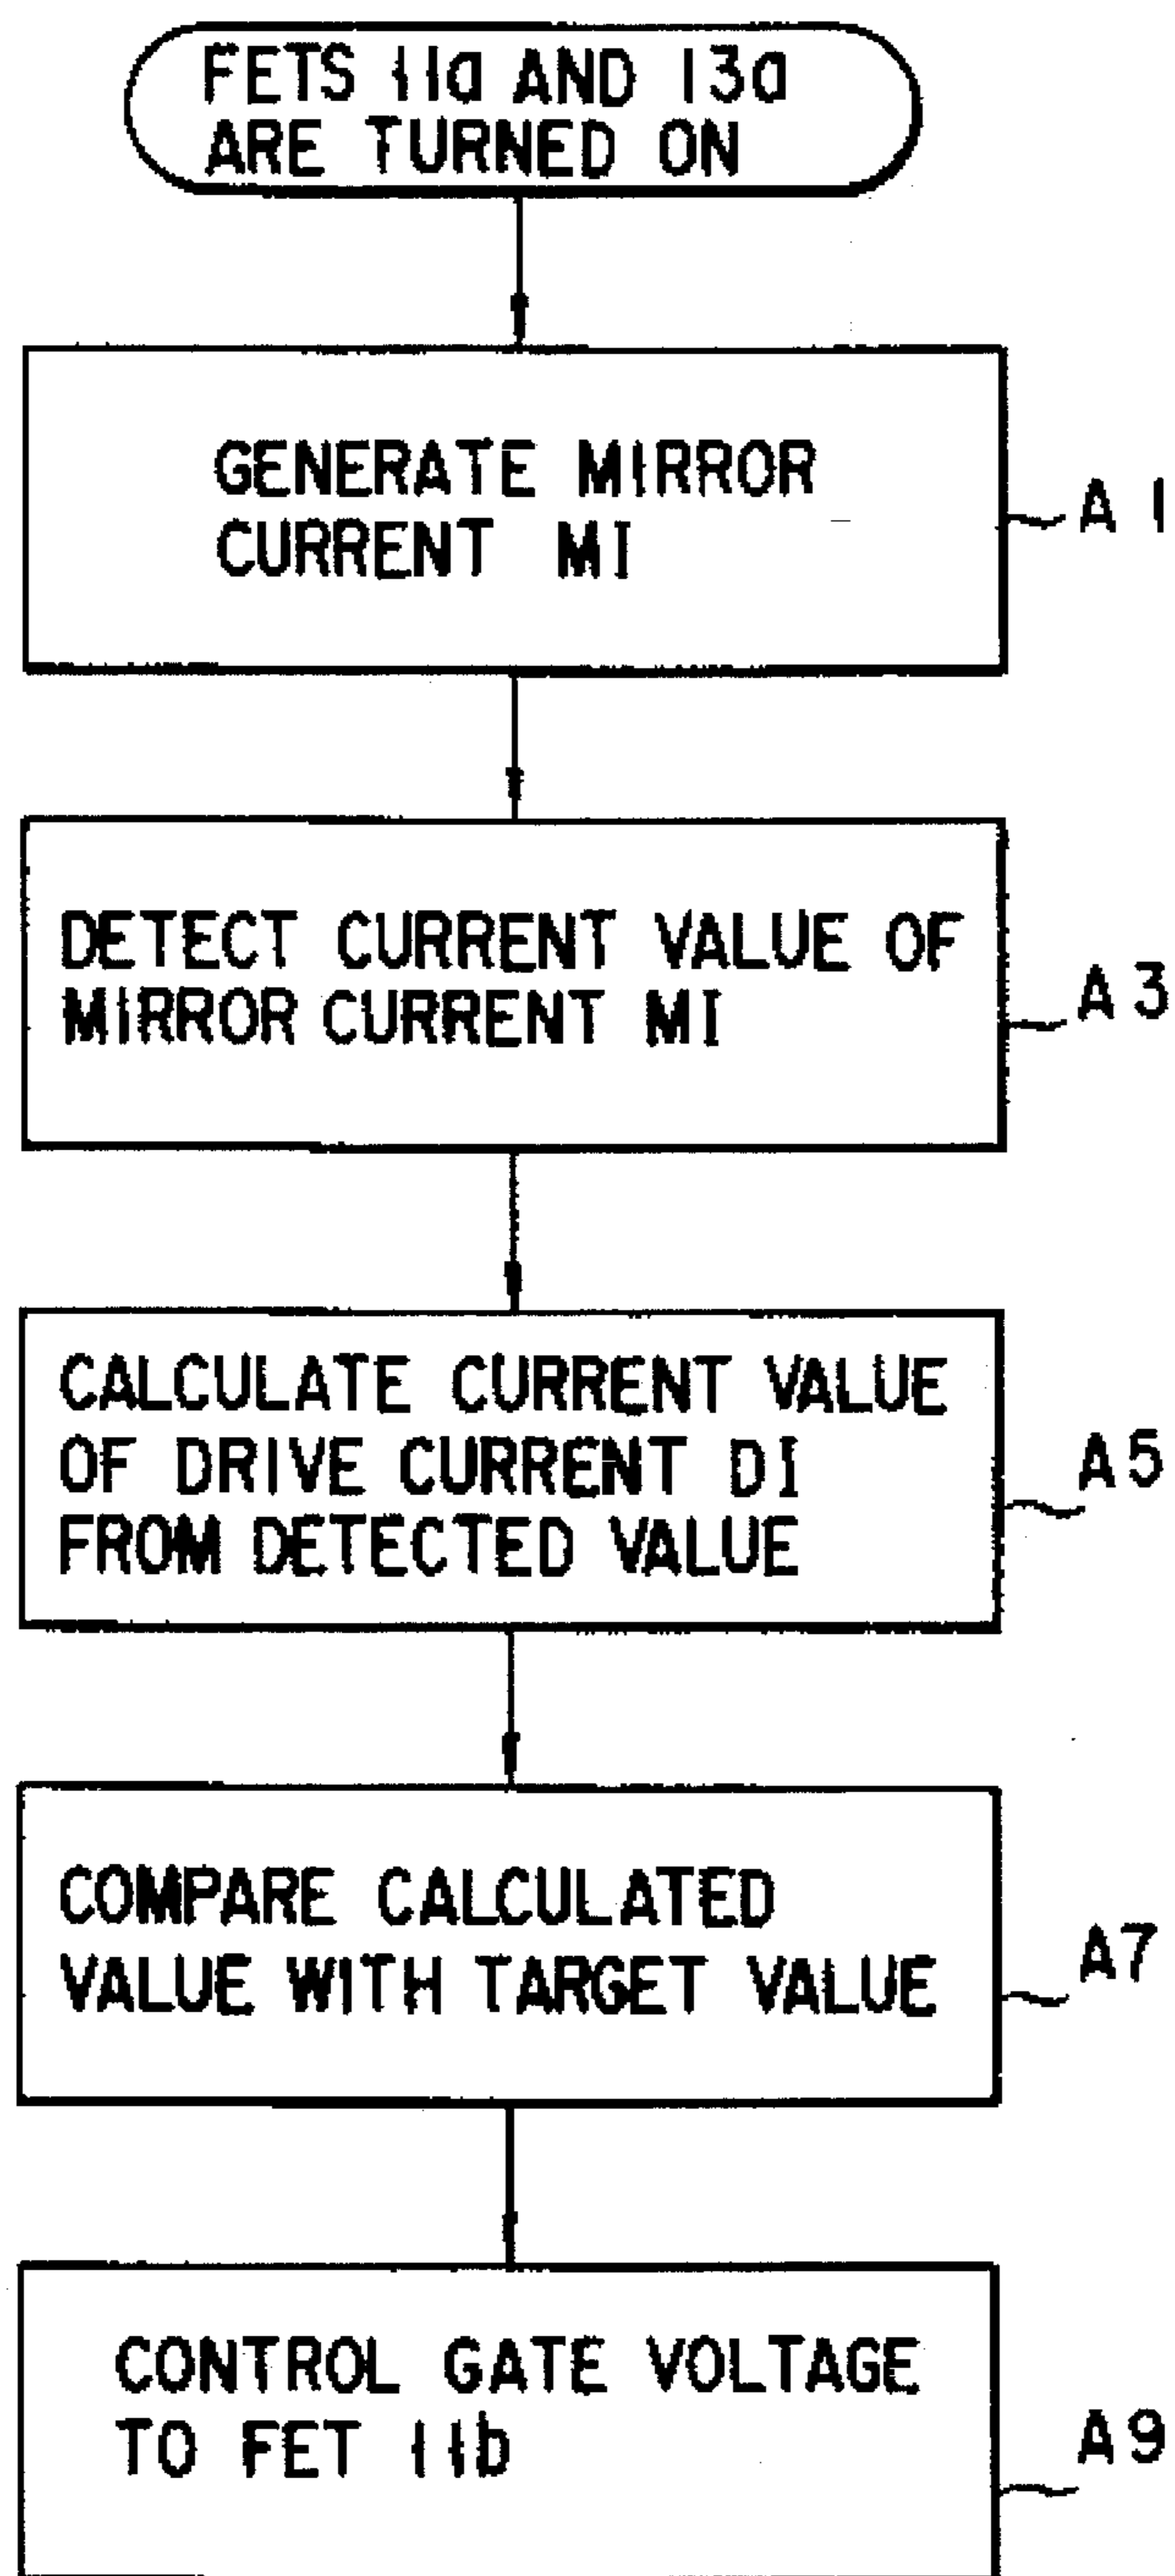 FETS 11a AND 13a
ARE TURNED ON
GENERATE MIRROR
CURRENT MI
A1
DETECT CURRENT VALUE OF
MIRROR CURRENT MI
A3
CALCULATE CURRENT VALUE
OF DRIVE CURRENT DI
FROM DETECTED VALUE
A5
COMPARE CALCULATED
VALUE WITH TARGET VALUE
A7
CONTROL GATE VOLTAGE
TO FET 11b
A9